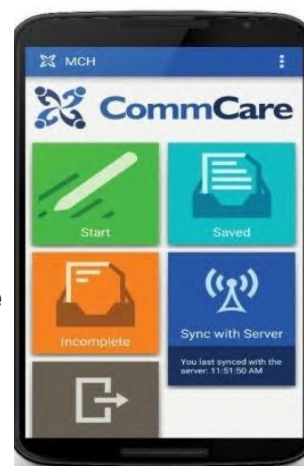 MCH
CommCare
Start
Saved
Incomplete
Sync with Server
You last synced with the
server: 11:51:50 AM
e